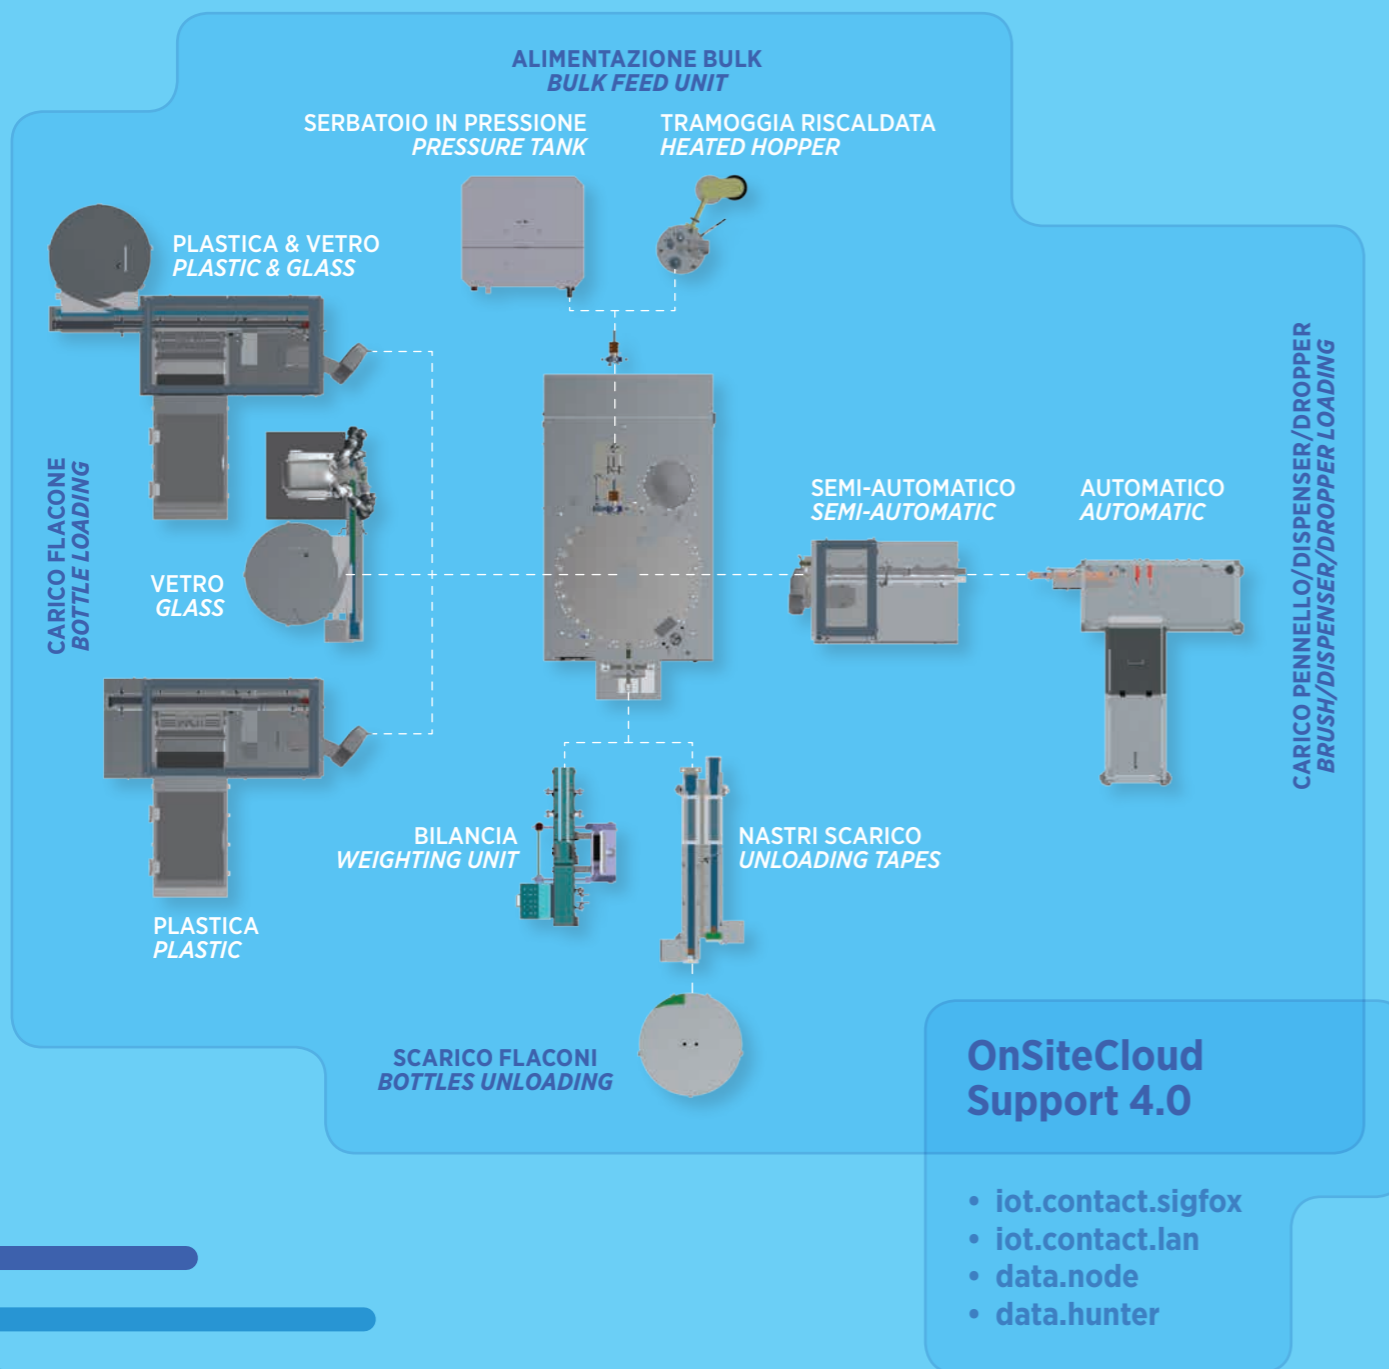 ALIMENTAZIONE BULK
BULK FEED UNIT
SERBATOIO IN PRESSIONE
PRESSURE TANK
TRAMOGGIA RISCALDATA
HEATED HOPPER
PLASTICA & VETRO
PLASTIC & GLASS
CARICO FLACONE
BOTTLE LOADING
VETRO
GLASS
PLASTICA
PLASTIC
SEMI-AUTOMATICO
SEMI-AUTOMATIC
AUTOMATICO
AUTOMATIC
CARICO PENNELLO/DISPENSER/DROPPER
BRUSH/DISPENSER/DROPPER LOADING
BILANCIA
WEIGHTING UNIT
NASTRI SCARICO
UNLOADING TAPES
SCARICO FLACONI
BOTTLES UNLOADING
OnSiteCloud
Support 4.0
• iot.contact.sigfox
• iot.contact.lan
• data.node
• data.hunter